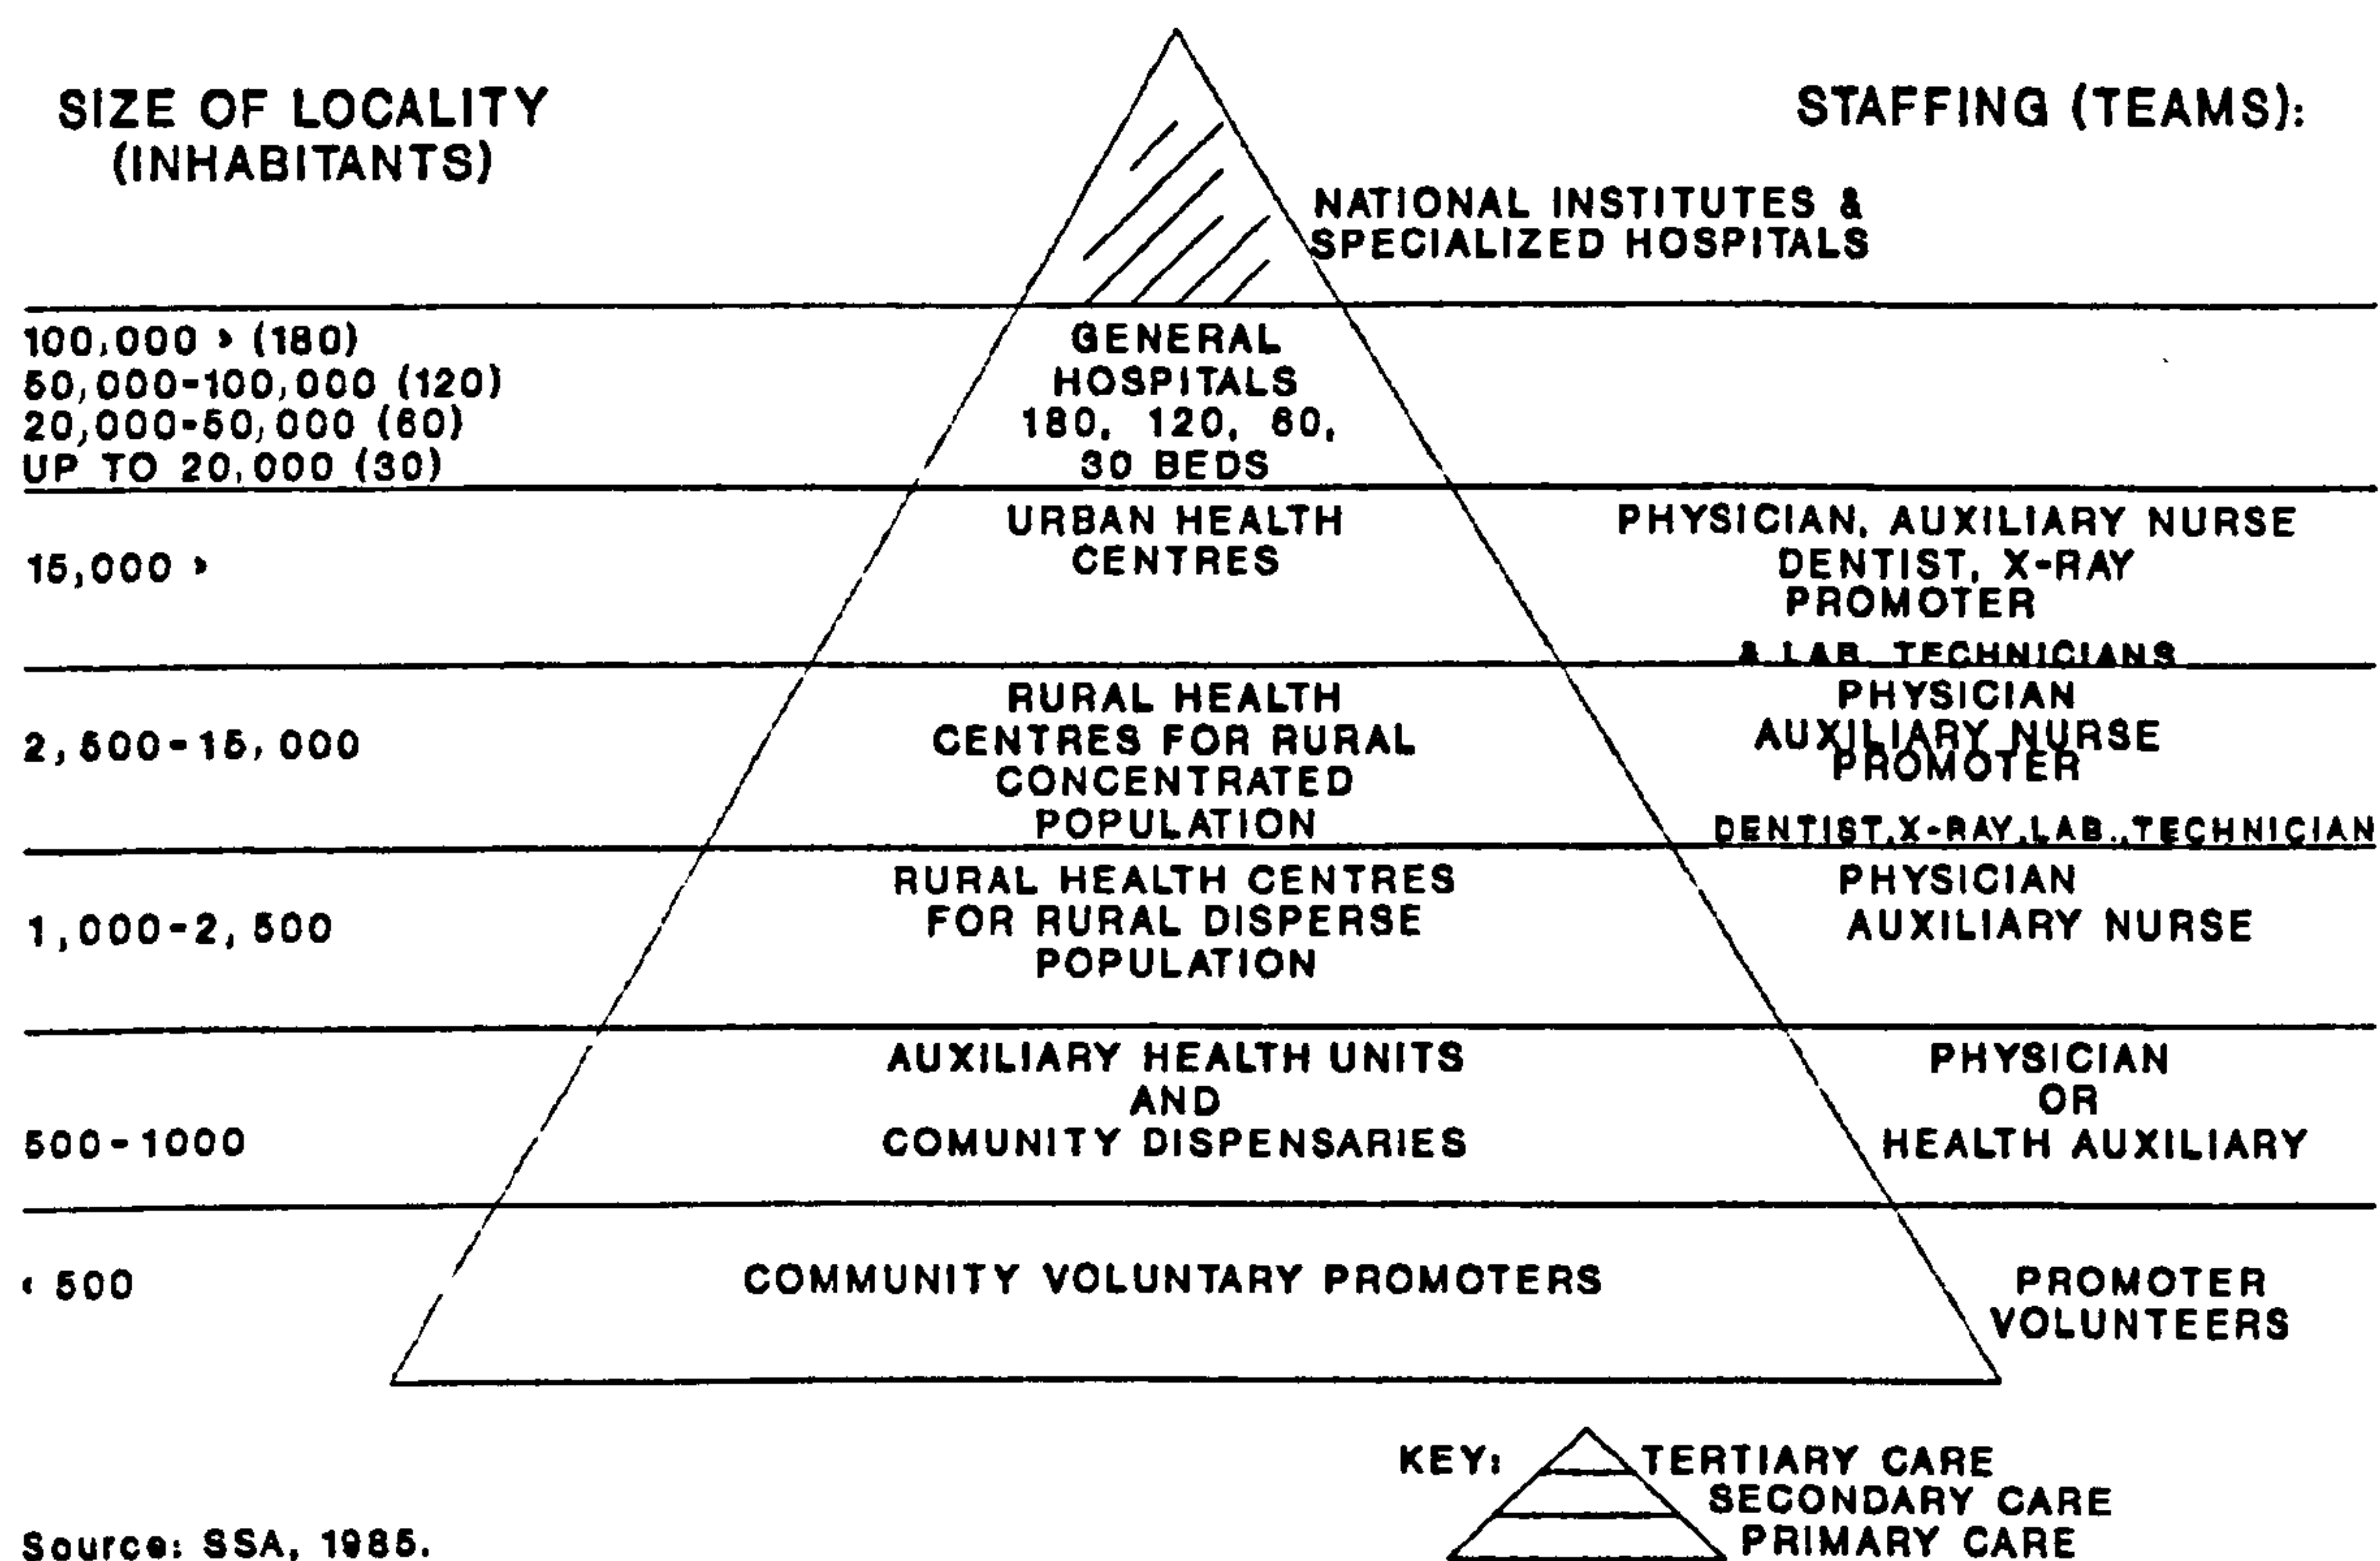 SIZE OF LOCALITY
(INHABITANTS)
STAFFING (TEAMS):
NATIONAL INSTITUTES &
SPECIALIZED HOSPITALS
100,000 > (180)
50,000-100,000 (120)
20,000-50,000 (60)
UP TO 20,000 (30)
GENERAL
HOSPITALS
180, 120, 60,
30 BEDS
15,000 >
URBAN HEALTH
CENTRES
PHYSICIAN, AUXILIARY NURSE
DENTIST, X-RAY
PROMOTER
& LAB TECHNICIANS
2,500-15,000
RURAL HEALTH
CENTRES FOR RURAL
CONCENTRATED
POPULATION
PHYSICIAN
AUXILIARY NURSE
PROMOTER
DENTIST,X-RAY,LAB.,TECHNICIAN
1,000-2,500
RURAL HEALTH CENTRES
FOR RURAL DISPERSE
POPULATION
PHYSICIAN
AUXILIARY NURSE
500-1000
AUXILIARY HEALTH UNITS
AND
COMUNITY DISPENSARIES
PHYSICIAN
OR
HEALTH AUXILIARY
< 500
COMMUNITY VOLUNTARY PROMOTERS
PROMOTER
VOLUNTEERS
KEY:
TERTIARY CARE
SECONDARY CARE
PRIMARY CARE
Source: SSA, 1985.